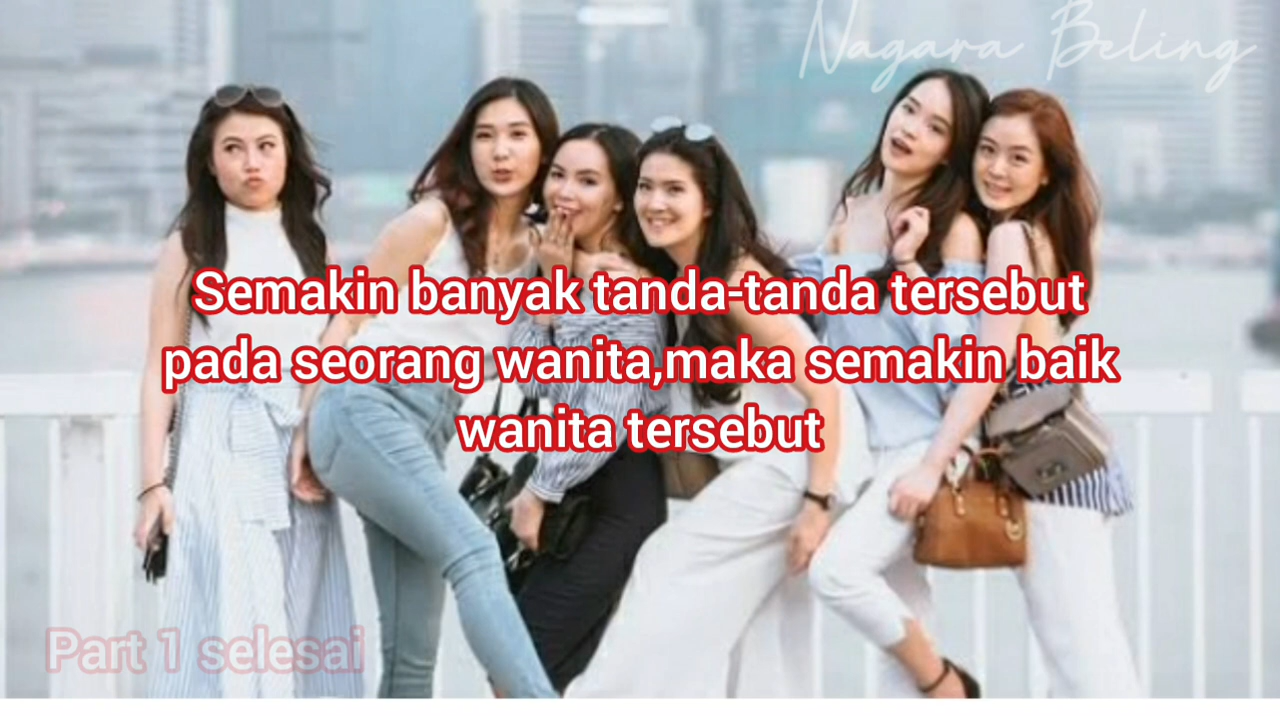 Nagara Beling
Semakin banyak tanda-tanda tersebut
pada seorang wanita,maka semakin baik
wanita tersebut
Part 1 selesai